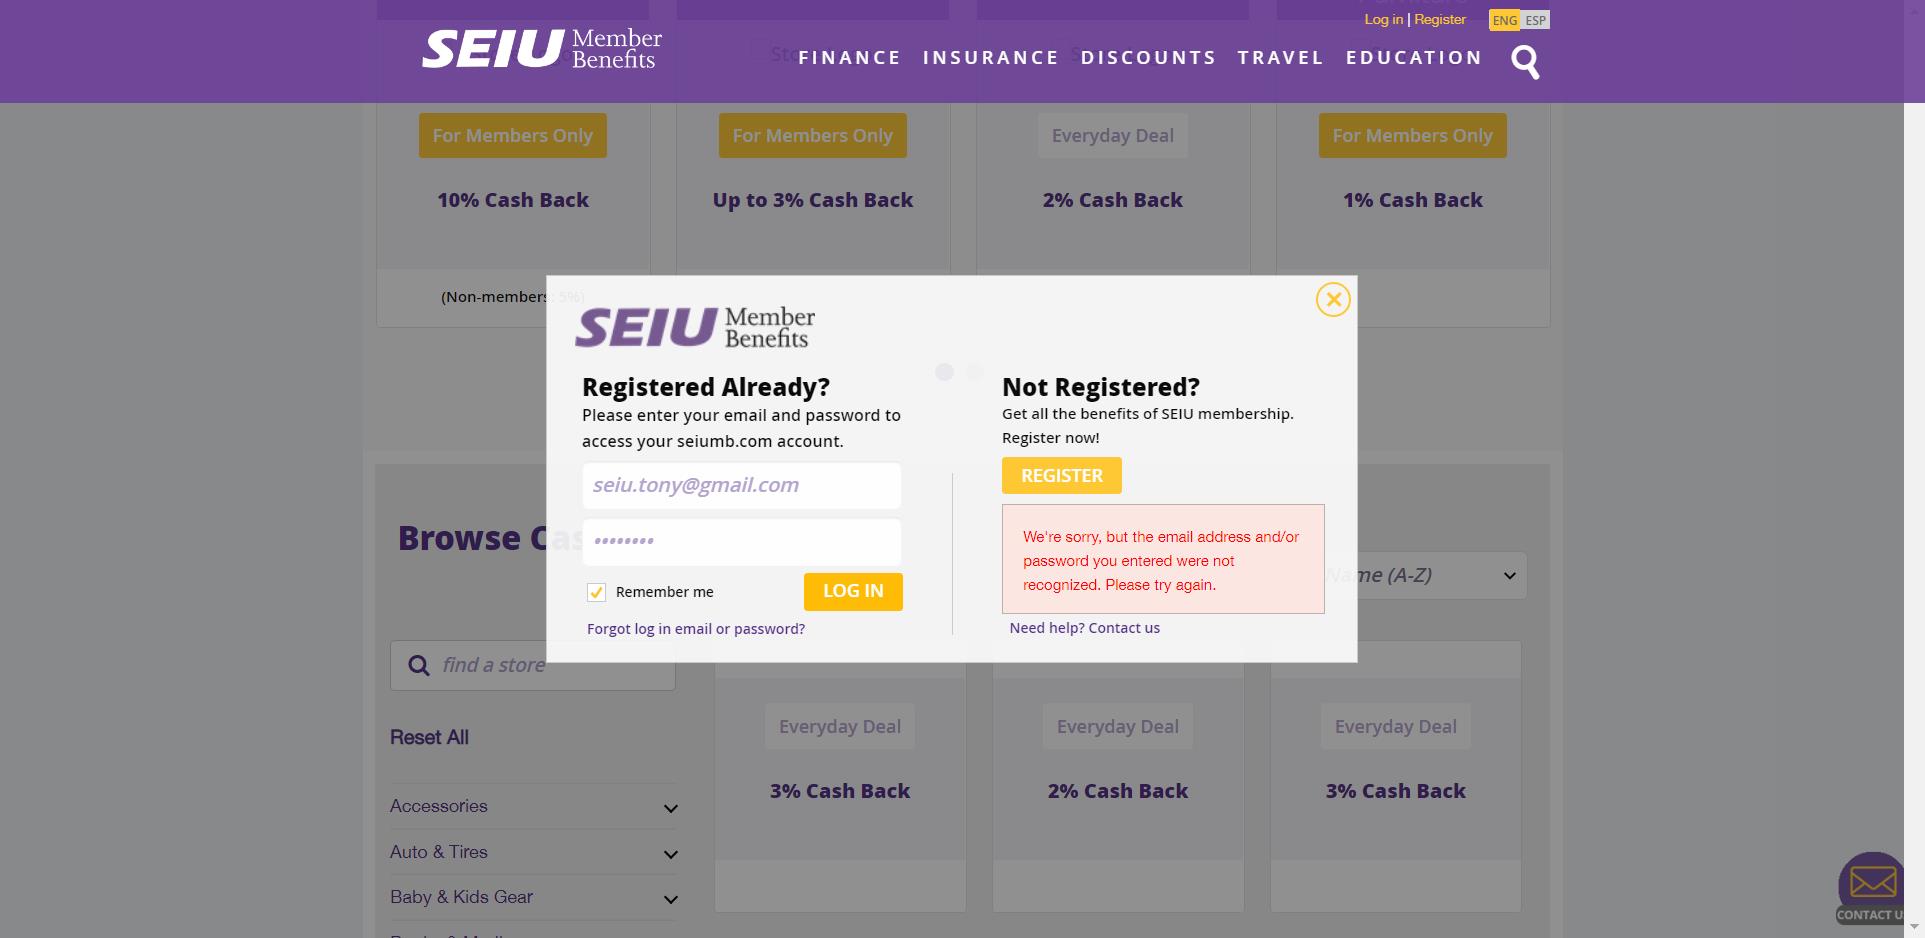 Log in | Register ENG ESP
SEIU Member Benefits
FINANCE INSURANCE DISCOUNTS TRAVEL EDUCATION
For Members Only For Members Only Everyday Deal For Members Only
10% Cash Back Up to 3% Cash Back 2% Cash Back 1% Cash Back
(Non-members: 5%)
SEIU Member Benefits
Registered Already?
Please enter your email and password to
access your seiumb.com account.
seiu.tony@gmail.com
••••••••
Remember me
LOG IN
Forgot log in email or password?
Not Registered?
Get all the benefits of SEIU membership.
Register now!
REGISTER
We're sorry, but the email address and/or
password you entered were not
recognized. Please try again.
Need help? Contact us
Browse Cas
Name (A-Z)
find a store
Reset All
Accessories
Auto & Tires
Baby & Kids Gear
Everyday Deal Everyday Deal Everyday Deal
3% Cash Back 2% Cash Back 3% Cash Back
CONTACT U